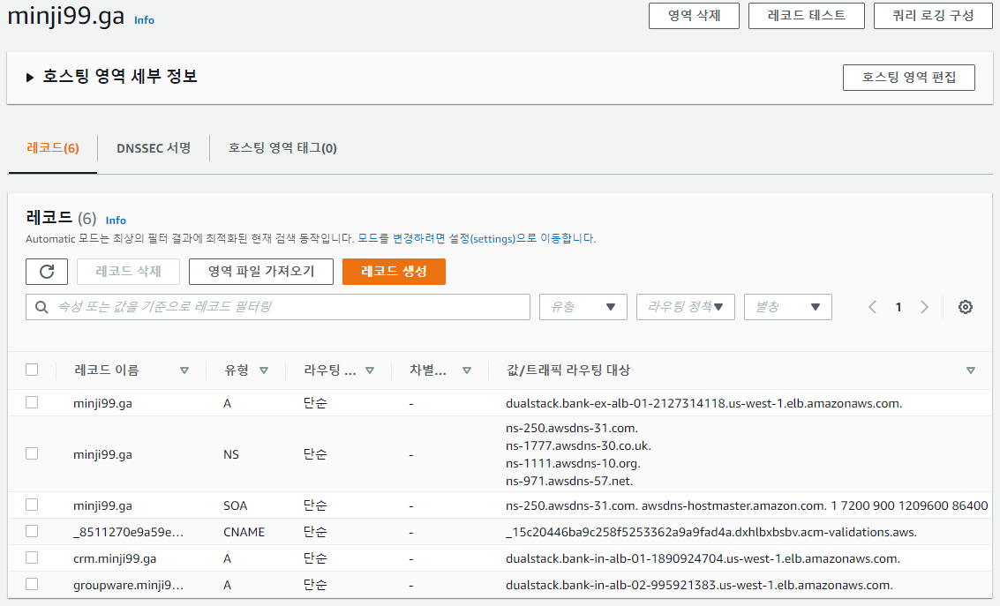 minji99.ga Info
영역 삭제
레코드 테스트
쿼리 로깅 구성
호스팅 영역 세부 정보
호스팅 영역 편집
레코드(6)
DNSSEC 서명
호스팅 영역 태그(0)
레코드 (6) Info
Automatic 모드는 최상의 필터 결과에 최적화된 현재 검색 동작입니다. 모드를 변경하려면 설정(settings)으로 이동합니다.
레코드 삭제
영역 파일 가져오기
레코드 생성
속성 또는 값을 기준으로 레코드 필터링
유형
라우팅 정책
별칭
1
레코드 이름 유형 라우팅 ... 차별... 값/트래픽 라우팅 대상
minji99.ga A 단순 - dualstack.bank-ex-alb-01-2127314118.us-west-1.elb.amazonaws.com.
minji99.ga NS 단순 - ns-250.awsdns-31.com.
ns-1777.awsdns-30.co.uk.
ns-1111.awsdns-10.org.
ns-971.awsdns-57.net.
minji99.ga SOA 단순 - ns-250.awsdns-31.com. awsdns-hostmaster.amazon.com. 1 7200 900 1209600 86400
_8511270e9a59e... CNAME 단순 - _15c20446ba9c258f5253362a9a9fad4a.dxhlbxbsbv.acm-validations.aws.
crm.minji99.ga A 단순 - dualstack.bank-in-alb-01-1890924704.us-west-1.elb.amazonaws.com.
groupware.minji9... A 단순 - dualstack.bank-in-alb-02-995921383.us-west-1.elb.amazonaws.com.